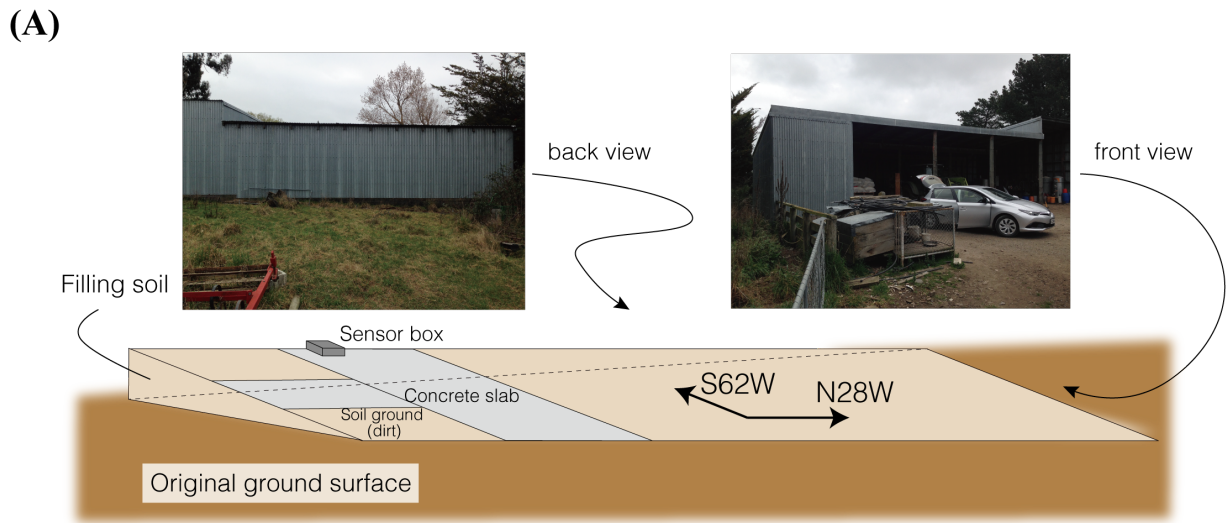 (A)
back view
front view
Filling soil
Sensor box
S62W
N28W
Concrete slab
Soil ground
(dirt)
Original ground surface